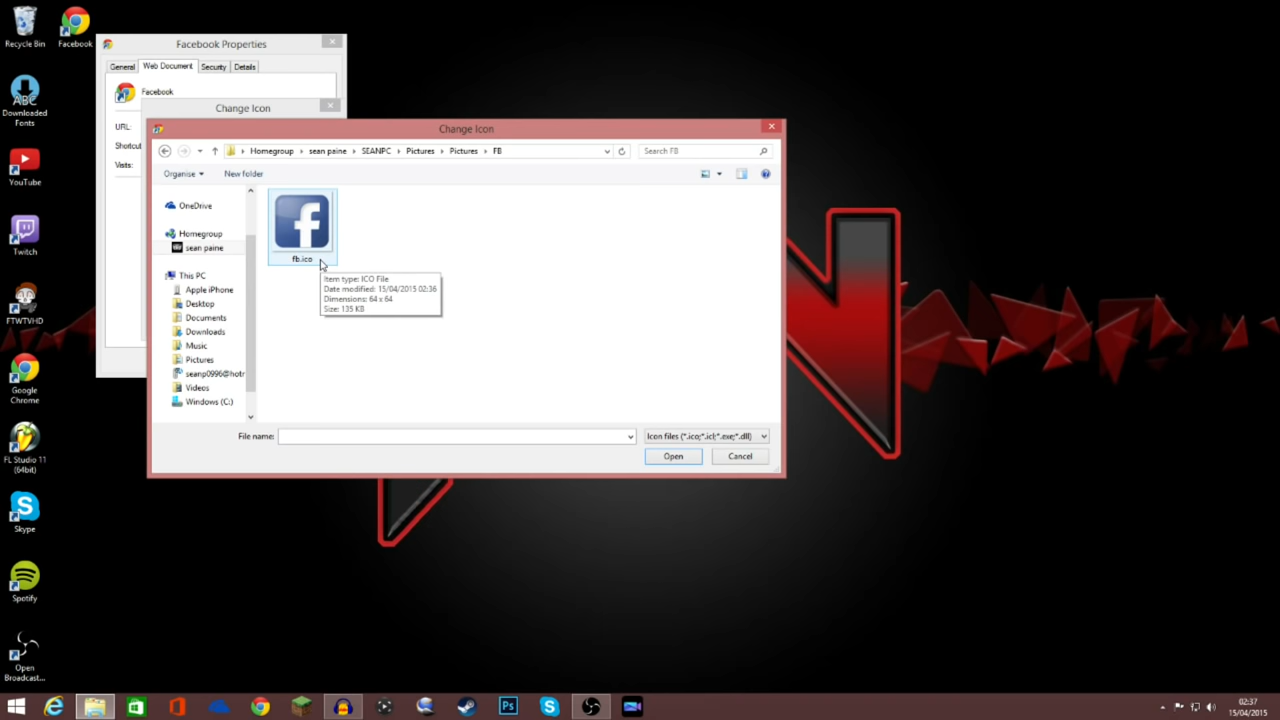 Recycle Bin
Facebook
ABC
Downloaded
Fonts
YouTube
Twitch
FTWTVHD
Google
Chrome
FL Studio 11
(64bit)
Skype
Spotify
Open
Broadcast...
Facebook Properties
General
Web Document
Security
Details
Facebook
URL:
Shortcut
Visits:
Change Icon
Change Icon
Homegroup
sean paine
SEANPC
Pictures
Pictures
FB
Search FB
Organise
New folder
OneDrive
Homegroup
sean paine
This PC
Apple iPhone
Desktop
Documents
Downloads
Music
Pictures
seanp0996@hotr
Videos
Windows (C:)
fb.ico
Item type: ICO File
Date modified: 15/04/2015 02:36
Dimensions: 64 x 64
Size: 135 KB
File name:
Icon files (*.ico;*.icl;*.exe;*.dll)
Open
Cancel
Ps
02:37
15/04/2015